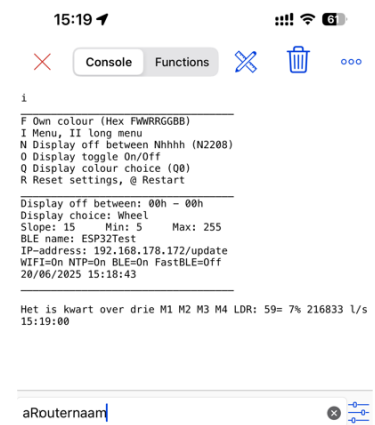 15:19
61
Console
Functions
i
F Own colour (Hex FWWRRGGBB)
I Menu, II long menu
N Display off between Nhhhh (N2208)
O Display toggle On/Off
Q Display colour choice (Q0)
R Reset settings, @ Restart
Display off between: 00h - 00h
Display choice: Wheel
Slope: 15 Min: 5 Max: 255
BLE name: ESP32Test
IP-address: 192.168.178.172/update
WIFI=On NTP=On BLE=On FastBLE=Off
20/06/2025 15:18:43
Het is kwart over drie M1 M2 M3 M4 LDR: 59= 7% 216833 l/s
15:19:00
aRouternaam